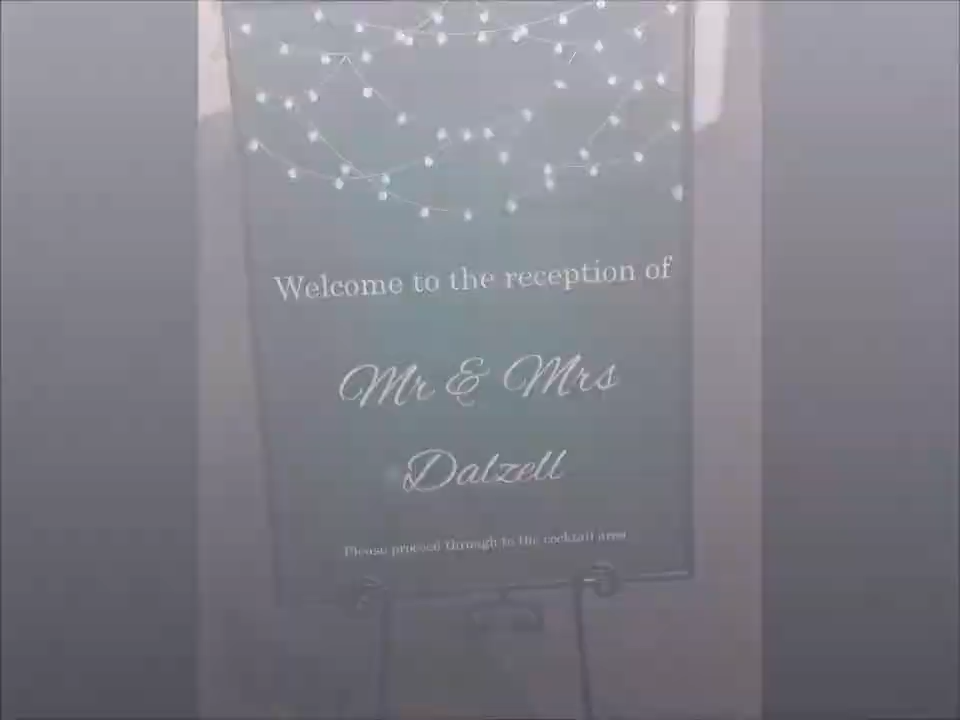 Welcome to the reception of
Mr & Mrs
Dalzell
Please proceed through to the cocktail area